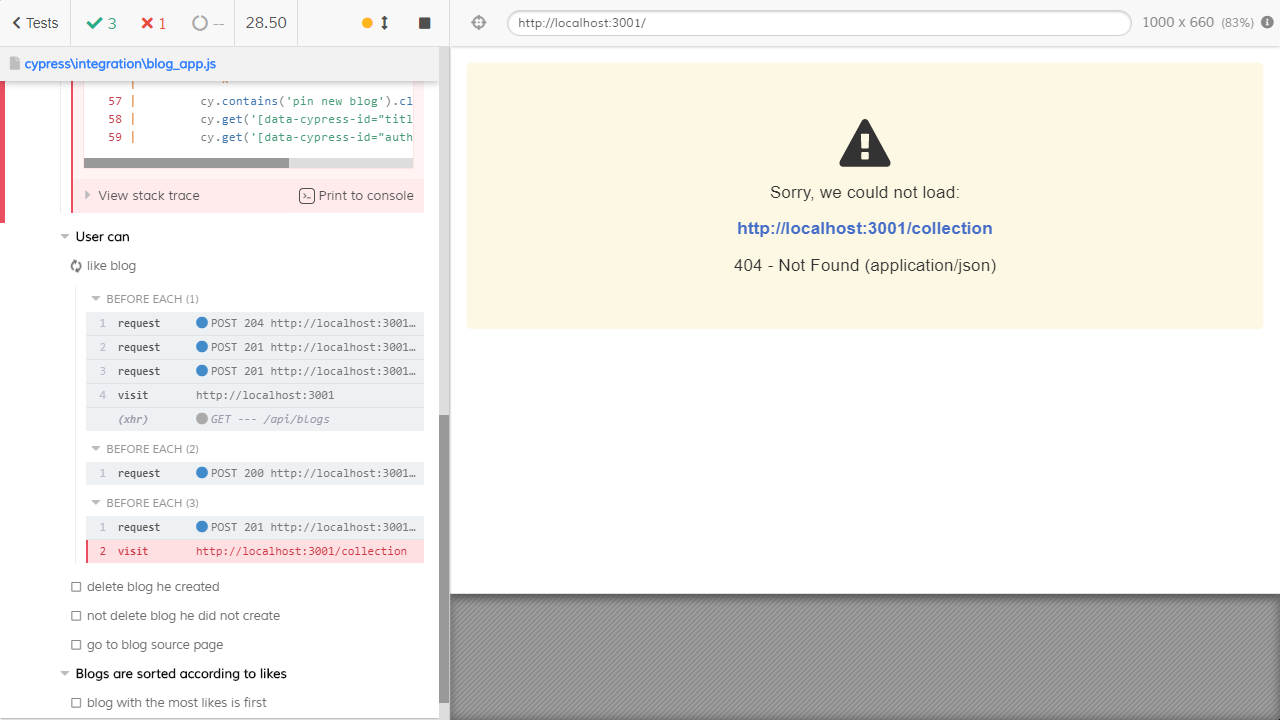 Tests 3 1 -- 28.50 http://localhost:3001/ 1000 x 660 (83%)
cypress\integration\blog_app.js
57 | cy.contains('pin new blog').cl
58 | cy.get('[data-cypress-id="titl
59 | cy.get('[data-cypress-id="auth
View stack trace Print to console
User can
like blog
BEFORE EACH (1)
1 request POST 204 http://localhost:3001…
2 request POST 201 http://localhost:3001…
3 request POST 201 http://localhost:3001…
4 visit http://localhost:3001
(xhr) GET --- /api/blogs
BEFORE EACH (2)
1 request POST 200 http://localhost:3001…
BEFORE EACH (3)
1 request POST 201 http://localhost:3001…
2 visit http://localhost:3001/collection
delete blog he created
not delete blog he did not create
go to blog source page
Blogs are sorted according to likes
blog with the most likes is first
Sorry, we could not load:
http://localhost:3001/collection
404 - Not Found (application/json)